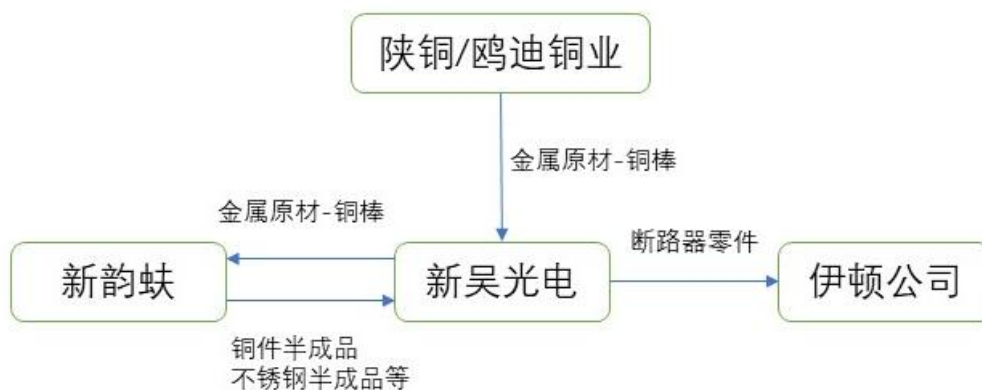 陕铜/鸥迪铜业
金属原材-铜棒
金属原材-铜棒
断路器零件
新韵蚨
新吴光电
伊顿公司
铜件半成品
不锈钢半成品等